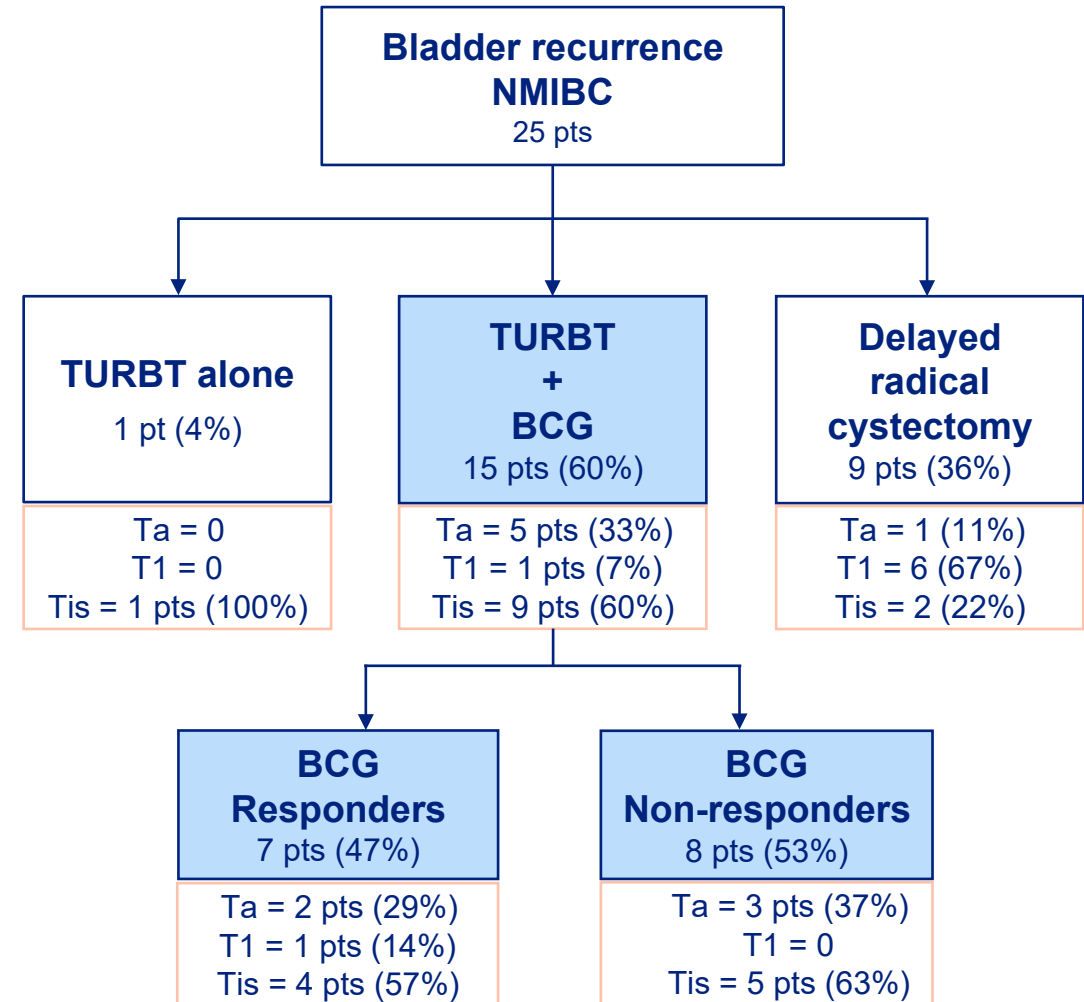 Bladder recurrence
NMIBC
25 pts
TURBT alone
1 pt (4%)
Ta = 0
T1 = 0
Tis = 1 pts (100%)
TURBT
+
BCG
15 pts (60%)
Ta = 5 pts (33%)
T1 = 1 pts (7%)
Tis = 9 pts (60%)
Delayed
radical
cystectomy
9 pts (36%)
Ta = 1 (11%)
T1 = 6 (67%)
Tis = 2 (22%)
BCG
Responders
7 pts (47%)
Ta = 2 pts (29%)
T1 = 1 pts (14%)
Tis = 4 pts (57%)
BCG
Non-responders
8 pts (53%)
Ta = 3 pts (37%)
T1 = 0
Tis = 5 pts (63%)